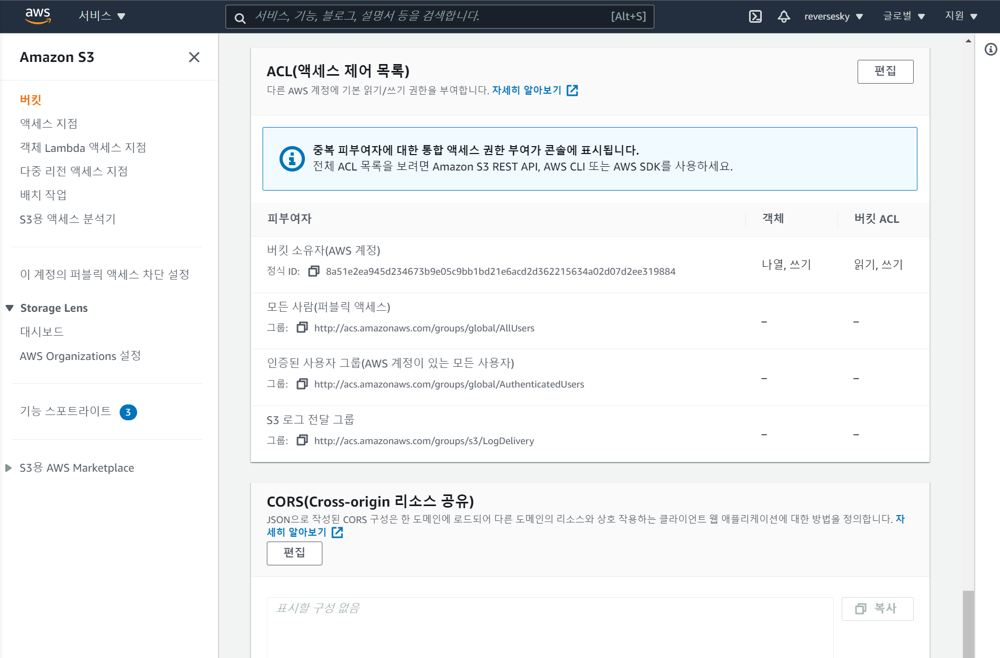 aws
서비스
서비스, 기능, 블로그, 설명서 등을 검색합니다.
[Alt+S]
reversesky
글로벌
지원
Amazon S3
버킷
액세스 지점
객체 Lambda 액세스 지점
다중 리전 액세스 지점
배치 작업
S3용 액세스 분석기
이 계정의 퍼블릭 액세스 차단 설정
Storage Lens
대시보드
AWS Organizations 설정
기능 스포트라이트 3
S3용 AWS Marketplace
ACL(액세스 제어 목록)
편집
다른 AWS 계정에 기본 읽기/쓰기 권한을 부여합니다. 자세히 알아보기
중복 피부여자에 대한 통합 액세스 권한 부여가 콘솔에 표시됩니다.
전체 ACL 목록을 보려면 Amazon S3 REST API, AWS CLI 또는 AWS SDK를 사용하세요.
피부여자 객체 버킷 ACL
버킷 소유자(AWS 계정)
정식 ID: 8a51e2ea945d234673b9e05c9bb1bd21e6acd2d362215634a02d07d2ee319884
나열, 쓰기 읽기, 쓰기
모든 사람(퍼블릭 액세스)
그룹: http://acs.amazonaws.com/groups/global/AllUsers
– –
인증된 사용자 그룹(AWS 계정이 있는 모든 사용자)
그룹: http://acs.amazonaws.com/groups/global/AuthenticatedUsers
– –
S3 로그 전달 그룹
그룹: http://acs.amazonaws.com/groups/s3/LogDelivery
– –
CORS(Cross-origin 리소스 공유)
JSON으로 작성된 CORS 구성은 한 도메인에 로드되어 다른 도메인의 리소스와 상호 작용하는 클라이언트 웹 애플리케이션에 대한 방법을 정의합니다. 자
세히 알아보기
편집
표시할 구성 없음
복사